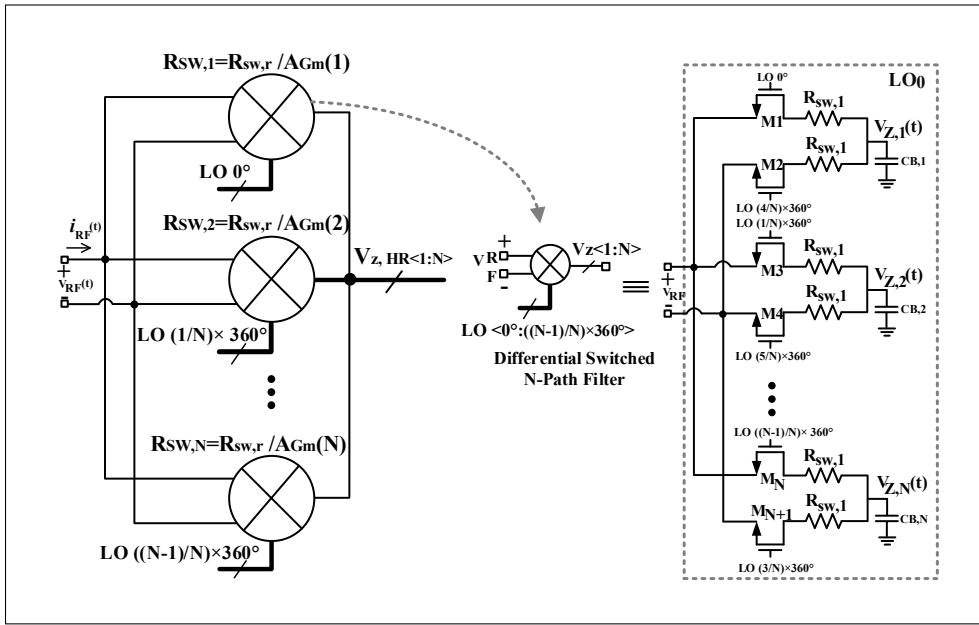 RSW,1=Rsw,r /AGm(1)
LO 0°
RSW,2=Rsw,r /AGm(2)
iRF(t)
+
vRF(t)
-
LO (1/N)× 360°
Vz, HR<1:N>
RSW,N=Rsw,r /AGm(N)
LO ((N-1)/N)×360°
+
VR
F
-
Vz<1:N>
LO <0°:((N-1)/N)×360°>
Differential Switched
N-Path Filter
+
VRF
-
LO0
LO 0°
M1
Rsw,1
VZ,1(t)
Rsw,1
M2
CB,1
LO (4/N)×360°
LO (1/N)×360°
M3
Rsw,1
VZ,2(t)
Rsw,1
M4
CB,2
LO (5/N)×360°
LO ((N-1)/N)× 360°
MN
Rsw,1
VZ,N(t)
MN+1
Rsw,1
CB,N
LO (3/N)×360°